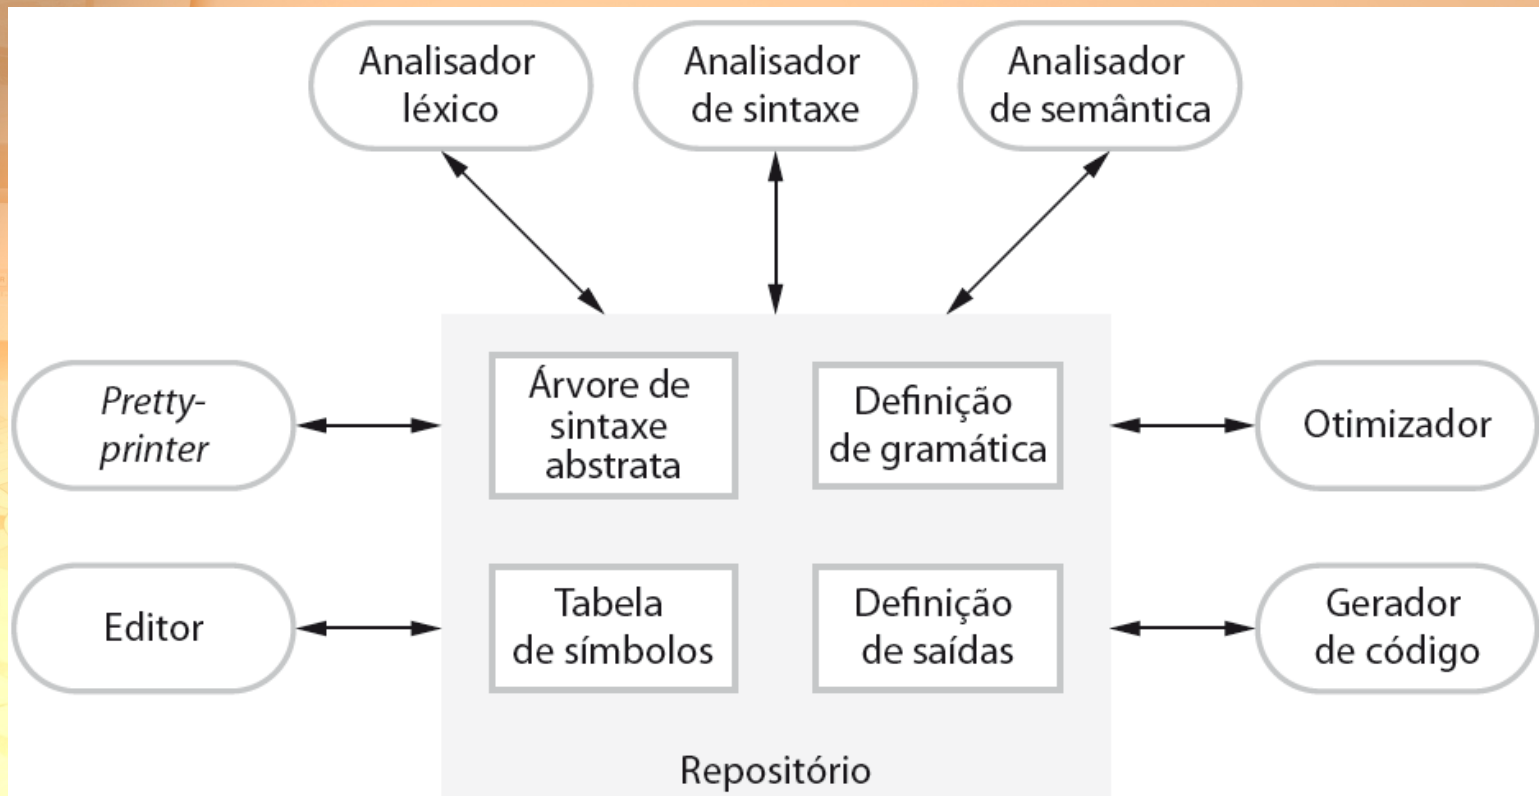 Analisador
léxico
Analisador
de sintaxe
Analisador
de semântica
Pretty-
printer
Árvore de
sintaxe
abstrata
Definição
de gramática
Otimizador
Editor
Tabela
de símbolos
Definição
de saídas
Gerador
de código
Repositório